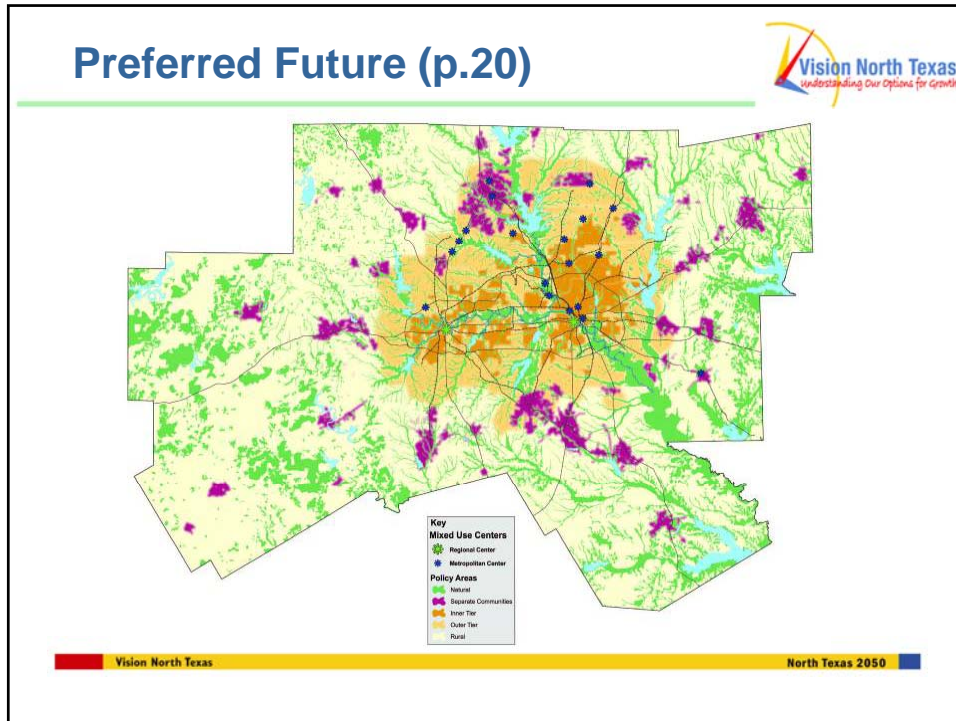 Preferred Future (p.20)
Vision North Texas
Understanding Our Options for Growth
Key
Mixed Use Centers
Regional Center
Metropolitan Center
Policy Areas
Natural
Separate Communities
Inner Tier
Outer Tier
Rural
Vision North Texas
North Texas 2050